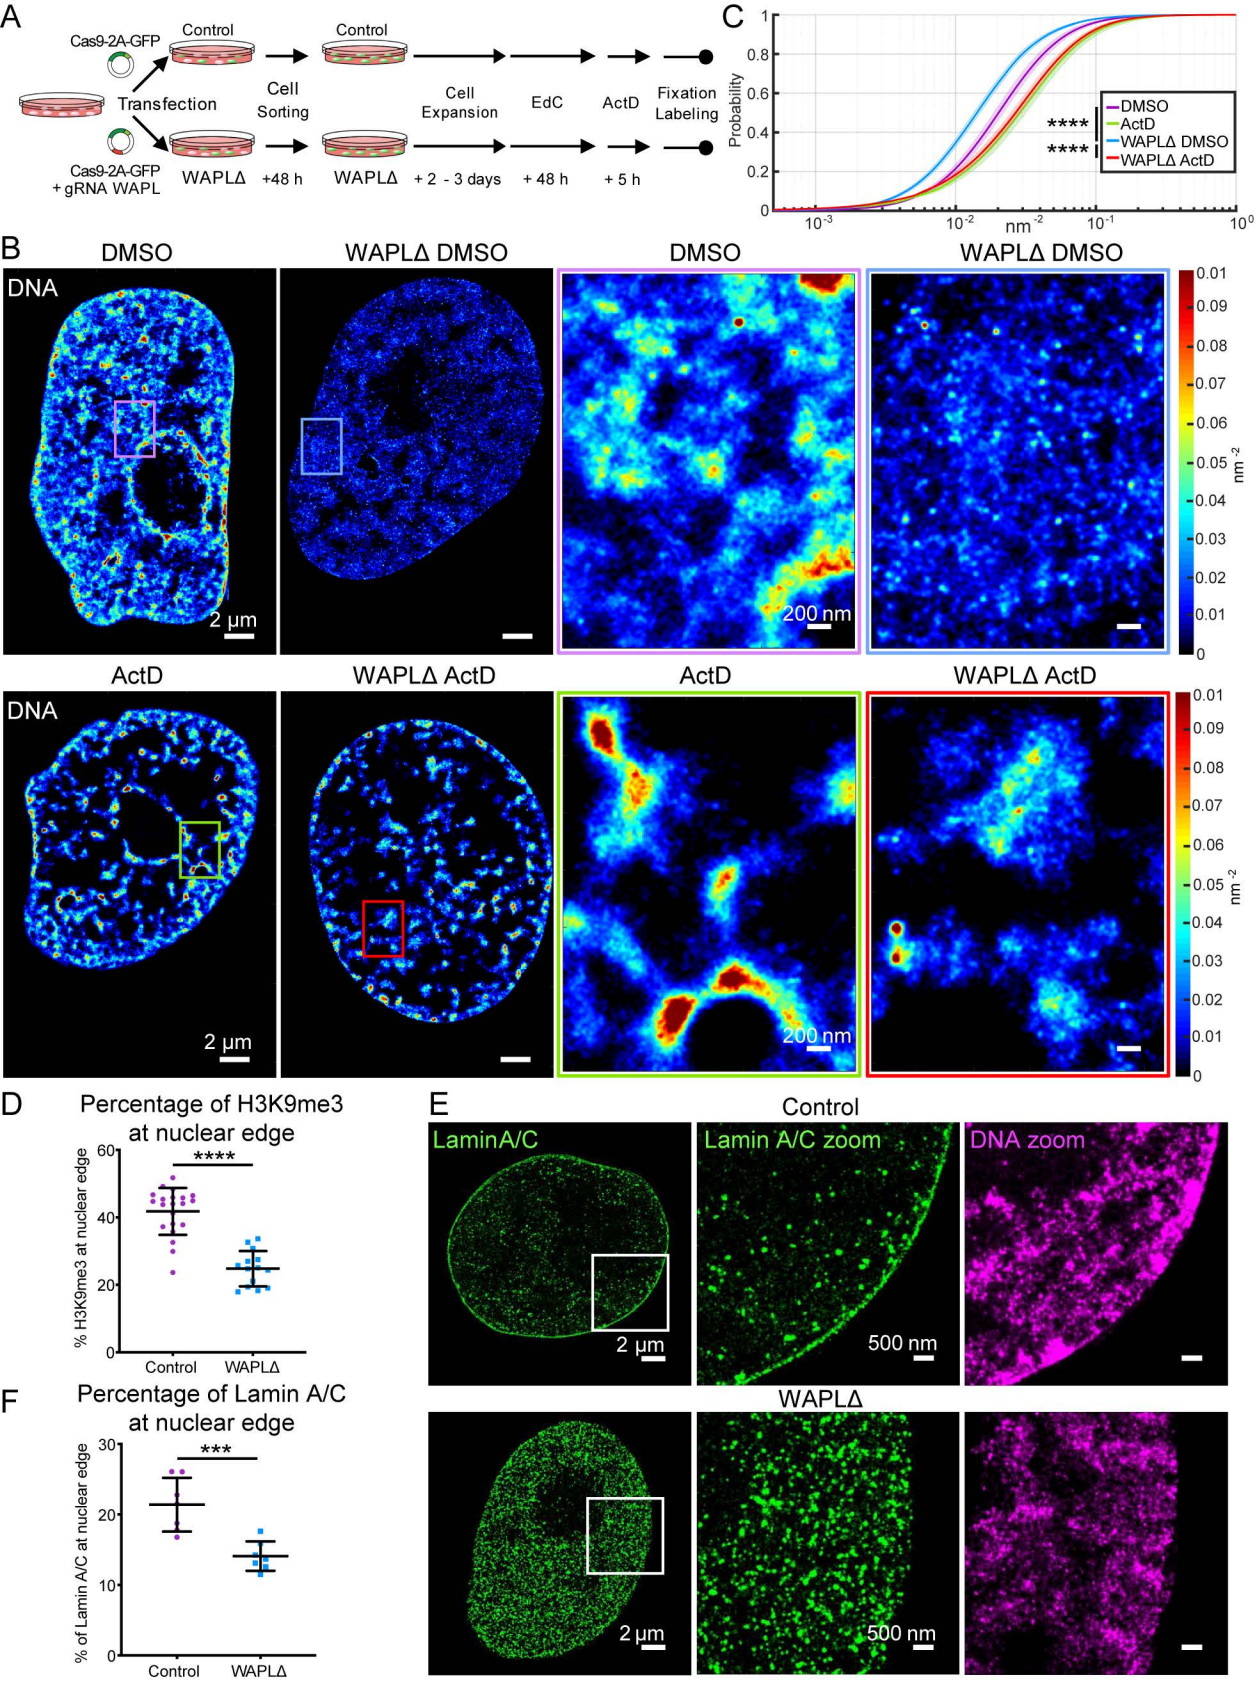 A
Cas9-2A-GFP
Control
Control
Transfection
Cell
Sorting
Cell
Expansion
EdC
ActD
Fixation
Labeling
Cas9-2A-GFP
+ gRNA WAPL
WAPLΔ
+48 h
WAPLΔ
+ 2 - 3 days
+ 48 h
+ 5 h
C
Probability
1
0.8
0.6
0.4
0.2
0
10-3
10-2
nm-2
10-1
100
****
****
DMSO
ActD
WAPLΔ DMSO
WAPLΔ ActD
B
DMSO
WAPLΔ DMSO
DMSO
WAPLΔ DMSO
DNA
2 µm
200 nm
0.01
0.09
0.07
0.06
0.05
0.04
0.03
0.02
0.01
0
nm-2
ActD
WAPLΔ ActD
ActD
WAPLΔ ActD
DNA
2 µm
200 nm
0.01
0.09
0.07
0.06
0.05
0.04
0.03
0.02
0.01
0
nm-2
D
Percentage of H3K9me3
at nuclear edge
% H3K9me3 at nuclear edge
60
40
20
0
****
Control
WAPLΔ
E
Control
LaminA/C
Lamin A/C zoom
DNA zoom
2 µm
500 nm
WAPLΔ
2 µm
500 nm
F
Percentage of Lamin A/C
at nuclear edge
% of Lamin A/C at nuclear edge
30
20
10
0
***
Control
WAPLΔ